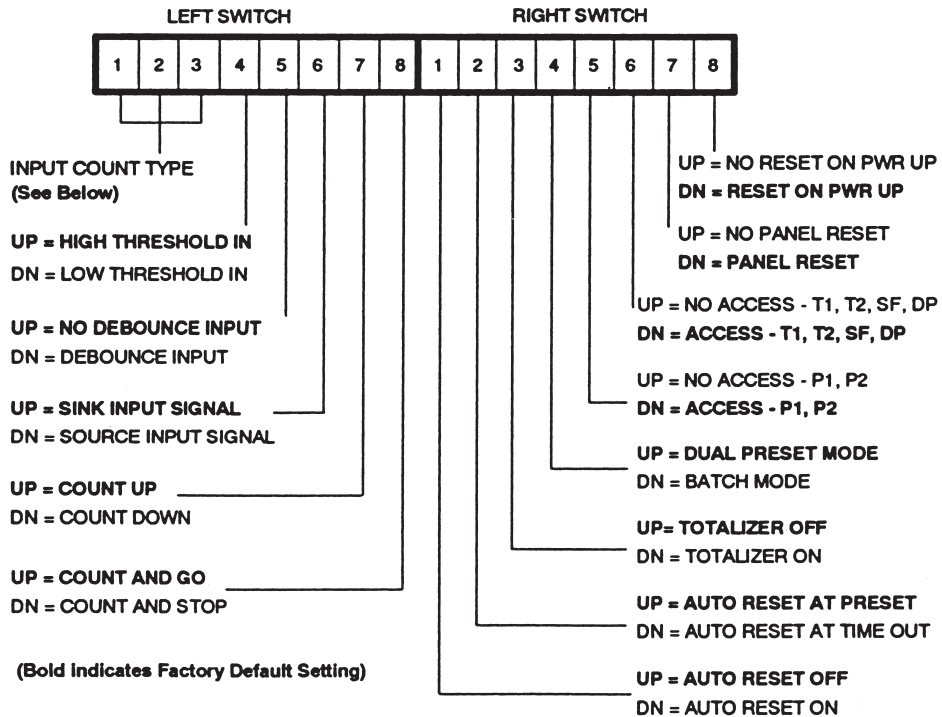 LEFT SWITCH
RIGHT SWITCH
1 2 3 4 5 6 7 8 1 2 3 4 5 6 7 8
INPUT COUNT TYPE
(See Below)
UP = HIGH THRESHOLD IN
DN = LOW THRESHOLD IN
UP = NO DEBOUNCE INPUT
DN = DEBOUNCE INPUT
UP = SINK INPUT SIGNAL
DN = SOURCE INPUT SIGNAL
UP = COUNT UP
DN = COUNT DOWN
UP = COUNT AND GO
DN = COUNT AND STOP
(Bold Indicates Factory Default Setting)
UP = NO RESET ON PWR UP
DN = RESET ON PWR UP
UP = NO PANEL RESET
DN = PANEL RESET
UP = NO ACCESS - T1, T2, SF, DP
DN = ACCESS - T1, T2, SF, DP
UP = NO ACCESS - P1, P2
DN = ACCESS - P1, P2
UP = DUAL PRESET MODE
DN = BATCH MODE
UP= TOTALIZER OFF
DN = TOTALIZER ON
UP = AUTO RESET AT PRESET
DN = AUTO RESET AT TIME OUT
UP = AUTO RESET OFF
DN = AUTO RESET ON